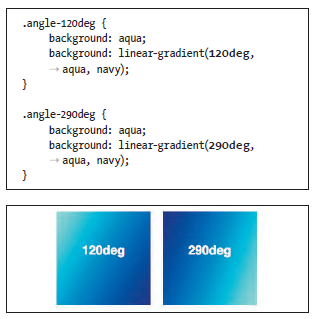 .angle-120deg {
background: aqua;
background: linear-gradient(120deg,
→ aqua, navy);
}
.angle-290deg {
background: aqua;
background: linear-gradient(290deg,
→ aqua, navy);
}
120deg
290deg